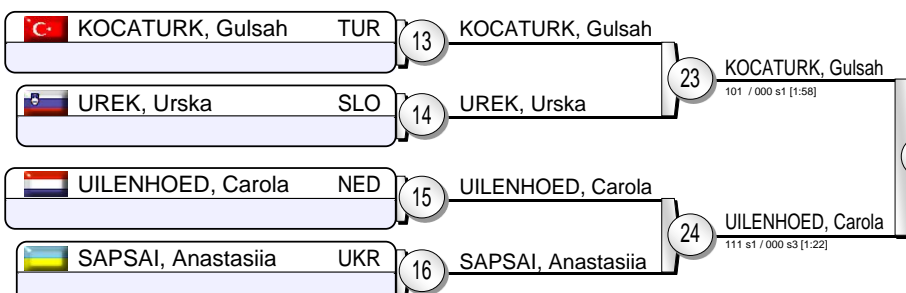 KOCATURK, Gulsah TUR
13
KOCATURK, Gulsah
23
KOCATURK, Gulsah
101 / 000 s1 [1:58]
UREK, Urska SLO
14
UREK, Urska
UILENHOED, Carola NED
15
UILENHOED, Carola
24
UILENHOED, Carola
111 s1 / 000 s3 [1:22]
SAPSAI, Anastasiia UKR
16
SAPSAI, Anastasiia